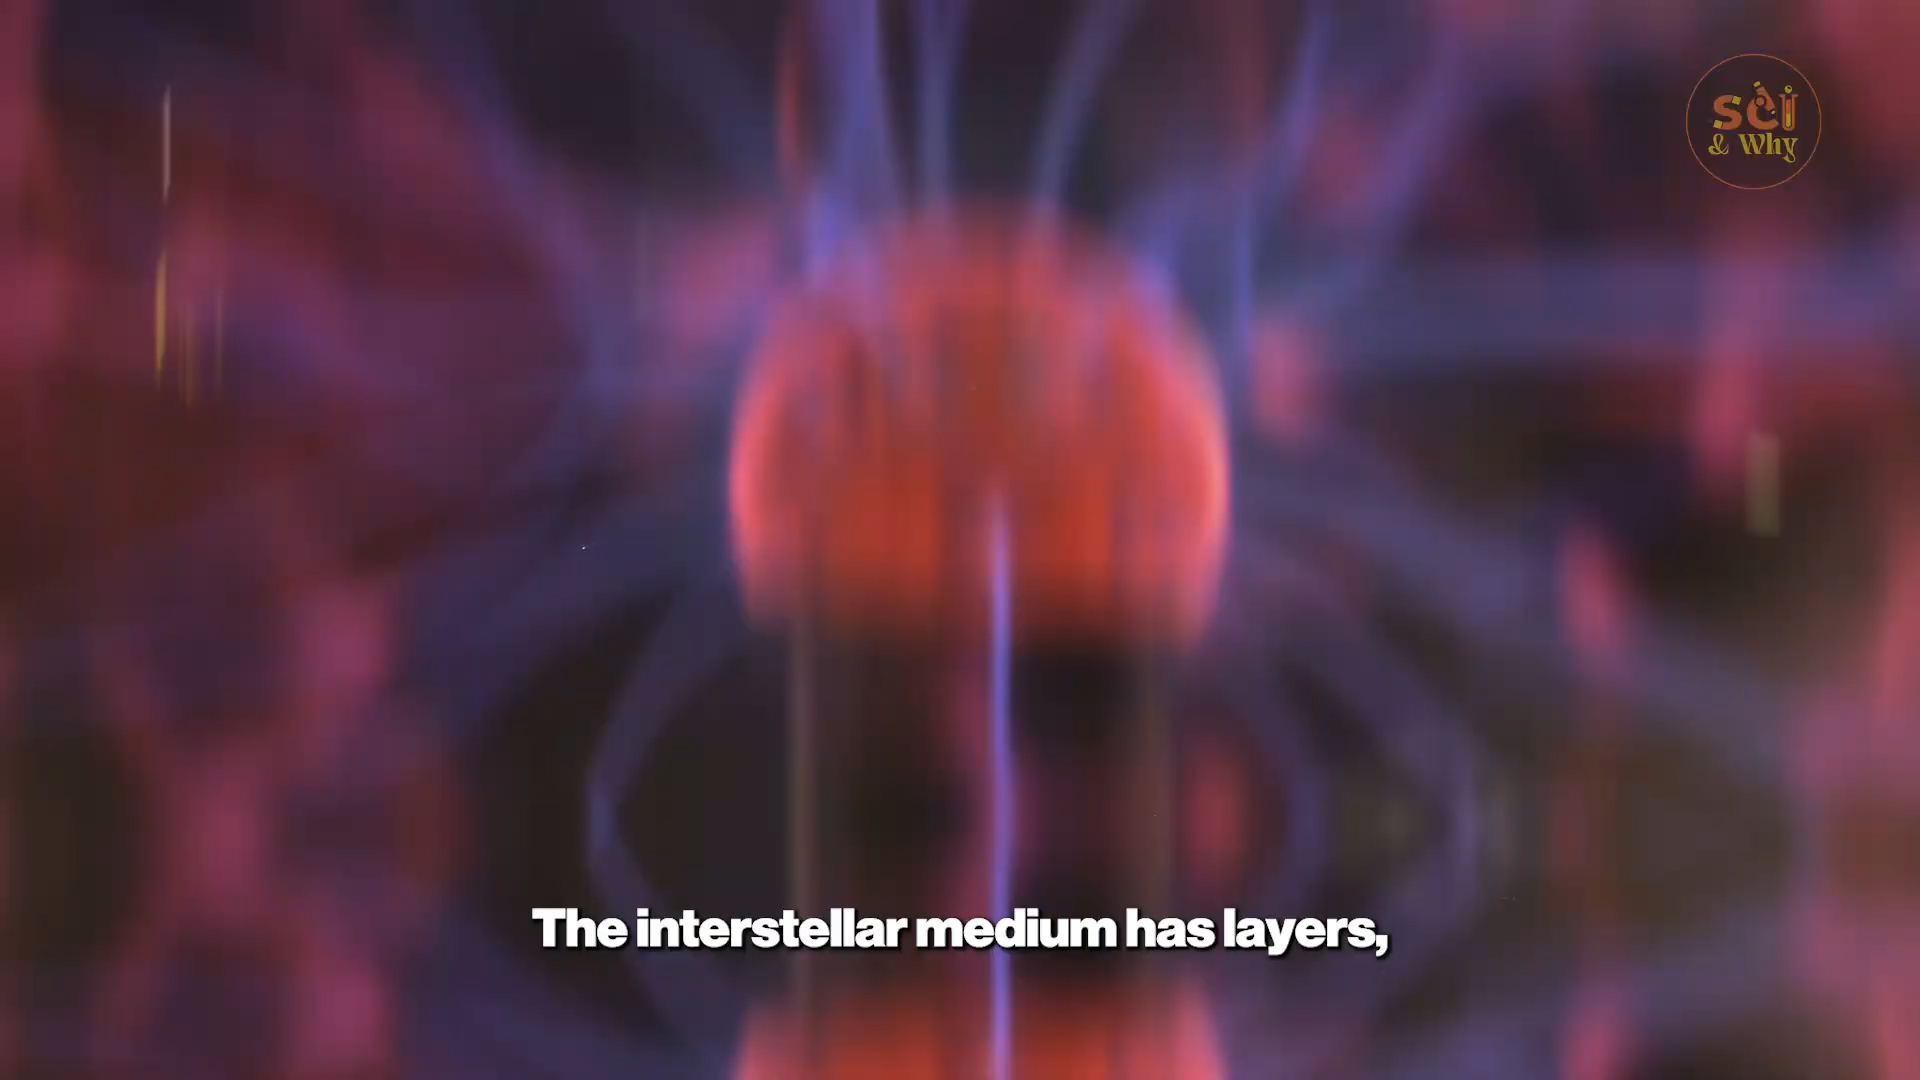 sci
& Why
The interstellar medium has layers,